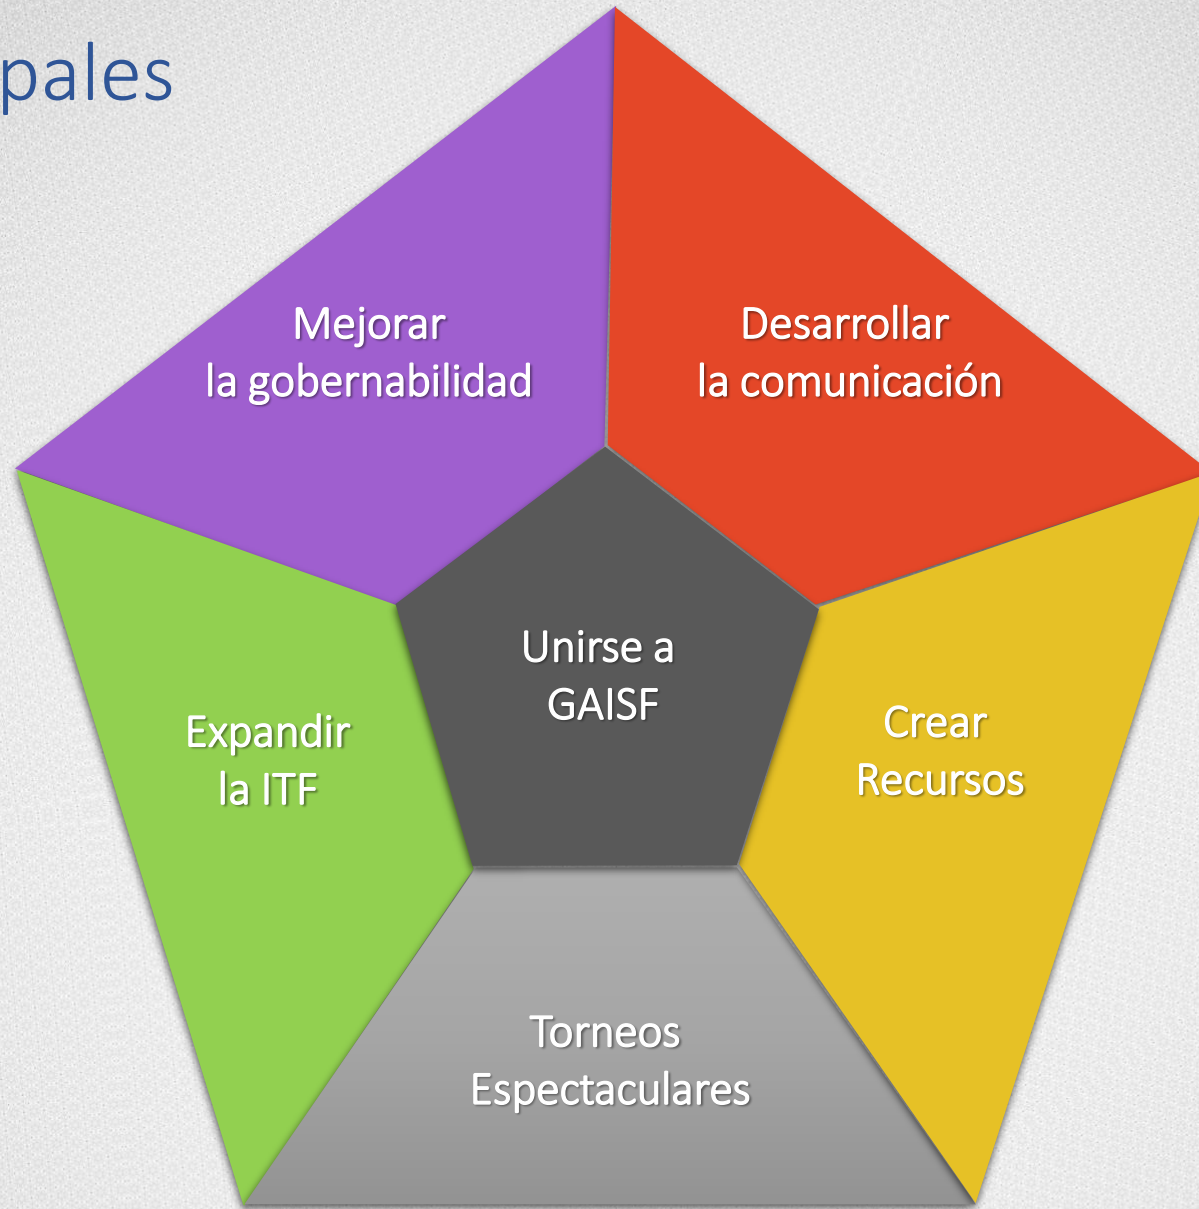 pales
Mejorar
la gobernabilidad
Desarrollar
la comunicación
Unirse a
GAISF
Expandir
la ITF
Crear
Recursos
Torneos
Espectaculares